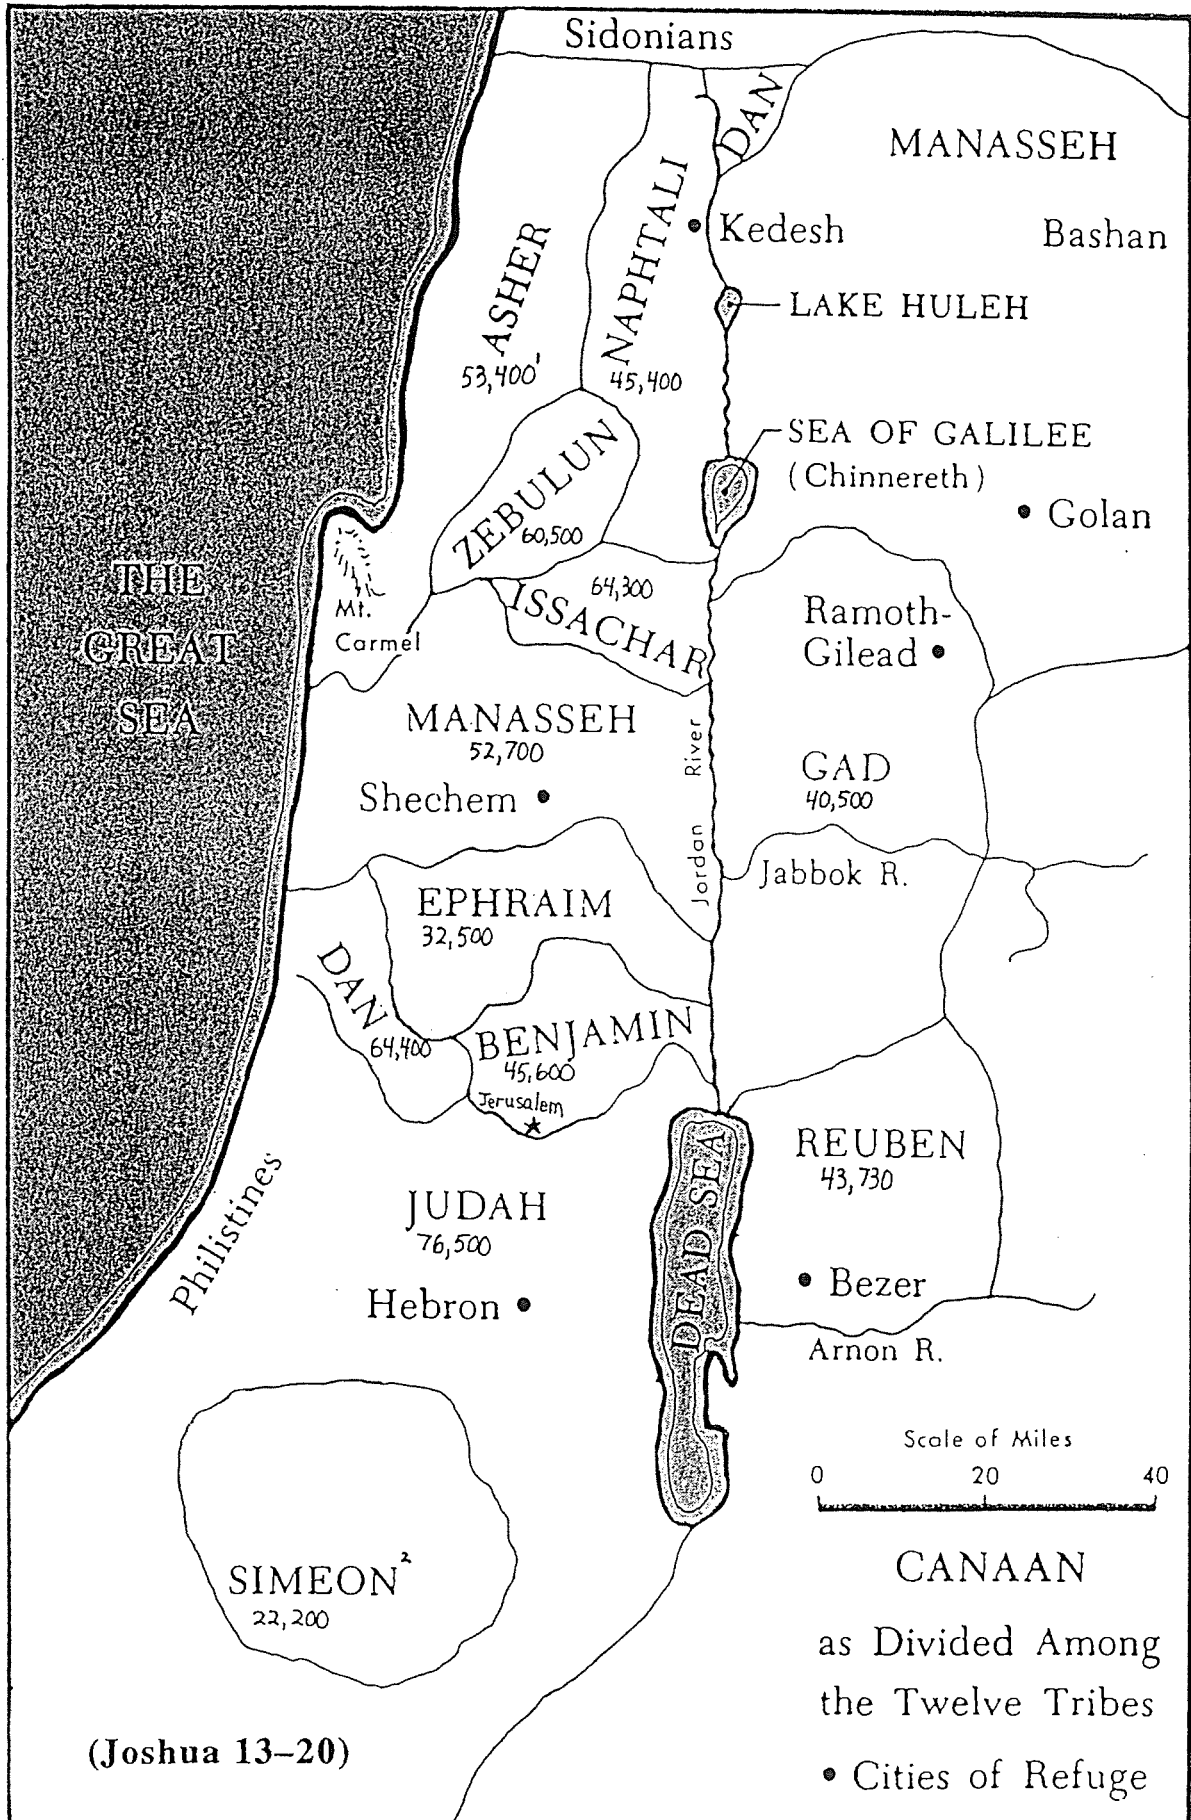 Sidonians
DAN
MANASSEH
Kedesh
Bashan
NAPHTALI
45,400
ASHER
53,400¹
LAKE HULEH
SEA OF GALILEE
(Chinnereth)
Golan
ZEBULUN
60,500
THE
GREAT
SEA
Mt.
Carmel
64,300
ISSACHAR
Ramoth-
Gilead
MANASSEH
52,700
Shechem
Jordan River
GAD
40,500
Jabbok R.
EPHRAIM
32,500
DAN
64,400
BENJAMIN
45,600
Jerusalem
Philistines
JUDAH
76,500
Hebron
DEAD SEA
REUBEN
43,730
Bezer
Arnon R.
Scale of Miles
0 20 40
SIMEON²
22,200
CANAAN
as Divided Among
the Twelve Tribes
• Cities of Refuge
(Joshua 13–20)